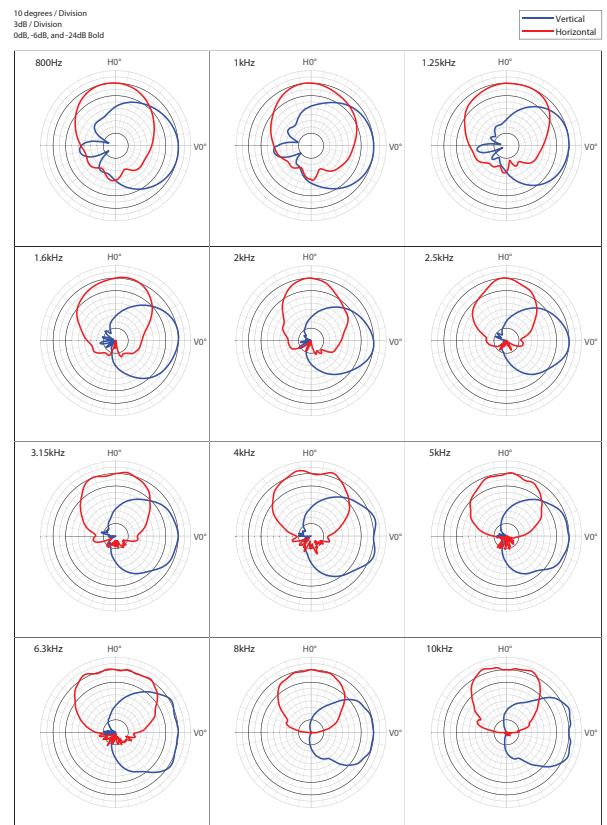 10 degrees / Division
3dB / Division
0dB, -6dB, and -24dB Bold
Vertical
Horizontal
800Hz
H0°
V0°
1kHz
H0°
V0°
1.25kHz
H0°
V0°
1.6kHz
H0°
V0°
2kHz
H0°
V0°
2.5kHz
H0°
V0°
3.15kHz
H0°
V0°
4kHz
H0°
V0°
5kHz
H0°
V0°
6.3kHz
H0°
V0°
8kHz
H0°
V0°
10kHz
H0°
V0°